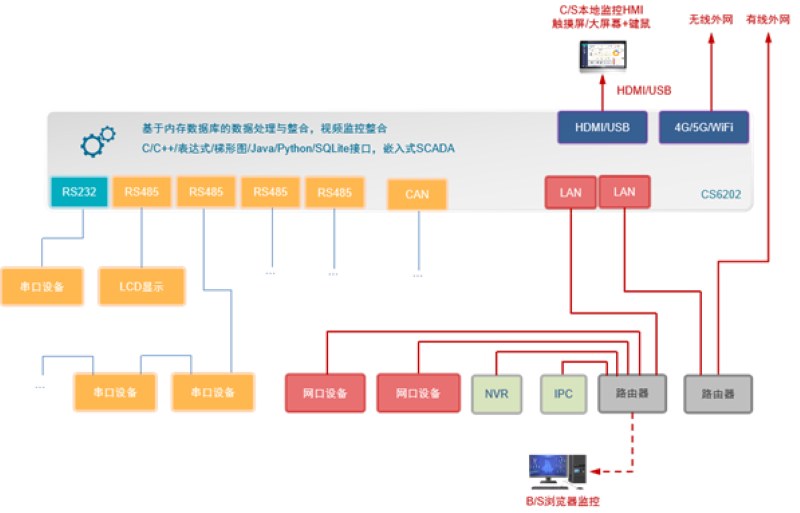 C/S本地监控HMI
触摸屏/大屏幕+键鼠
无线外网
有线外网
HDMI/USB
基于内存数据库的数据处理与整合，视频监控整合
C/C++/表达式/梯形图/Java/Python/SQLite接口，嵌入式SCADA
HDMI/USB
4G/5G/WiFi
RS232
RS485
RS485
RS485
RS485
CAN
LAN
LAN
CS6202
串口设备
LCD显示
...
...
...
...
串口设备
串口设备
网口设备
网口设备
NVR
IPC
路由器
路由器
B/S浏览器监控